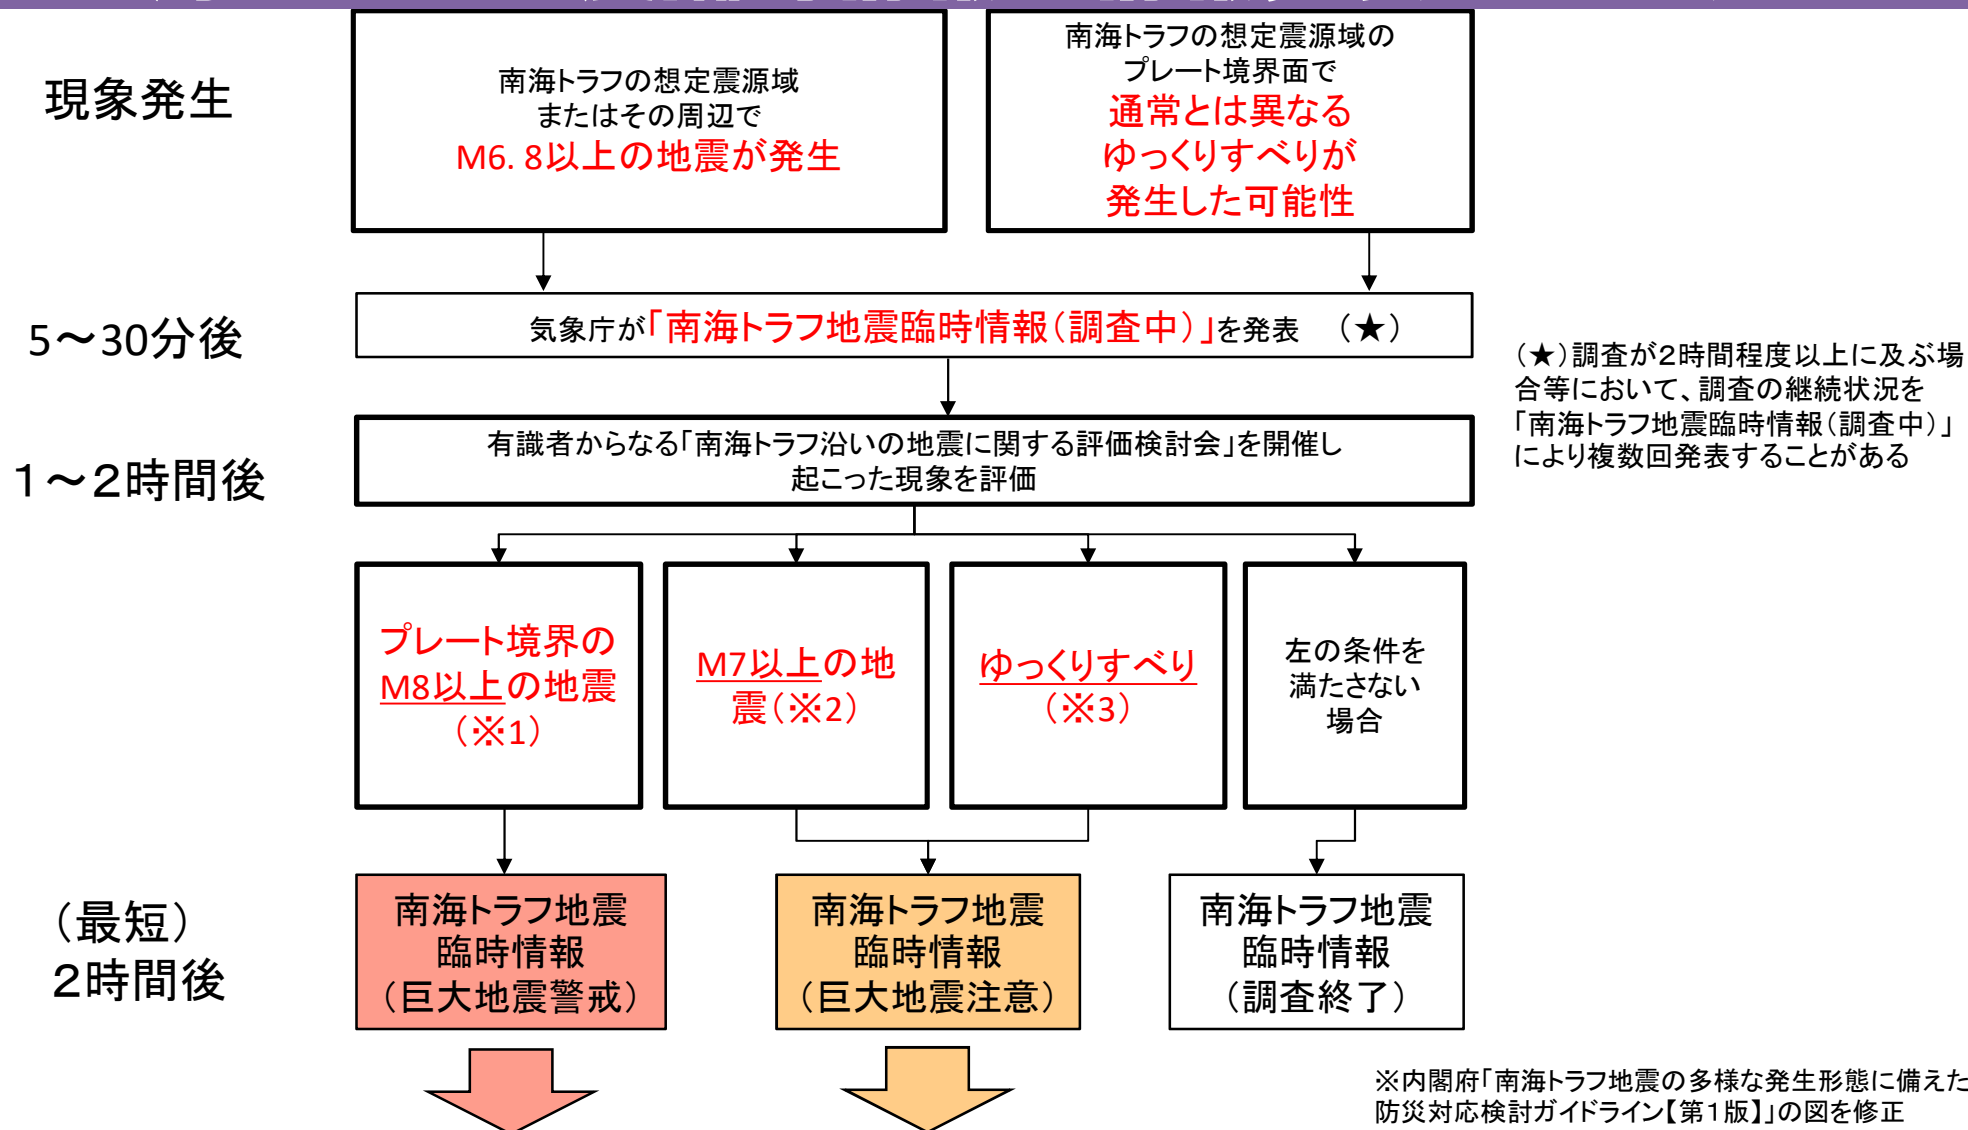 現象発生
南海トラフの想定震源域
またはその周辺で
M6.8以上の地震が発生
南海トラフの想定震源域の
プレート境界面で
通常とは異なる
ゆっくりすべりが
発生した可能性
5～30分後
気象庁が「南海トラフ地震臨時情報（調査中）」を発表　（★）
（★）調査が2時間程度以上に及ぶ場
合等において、調査の継続状況を
「南海トラフ地震臨時情報（調査中）」
により複数回発表することがある
1～2時間後
有識者からなる「南海トラフ沿いの地震に関する評価検討会」を開催し
起こった現象を評価
プレート境界の
M8以上の地震
（※1）
M7以上の地
震（※2）
ゆっくりすべり
（※3）
左の条件を
満たさない
場合
（最短）
2時間後
南海トラフ地震
臨時情報
（巨大地震警戒）
南海トラフ地震
臨時情報
（巨大地震注意）
南海トラフ地震
臨時情報
（調査終了）
※内閣府「南海トラフ地震の多様な発生形態に備えた
防災対応検討ガイドライン【第1版】」の図を修正